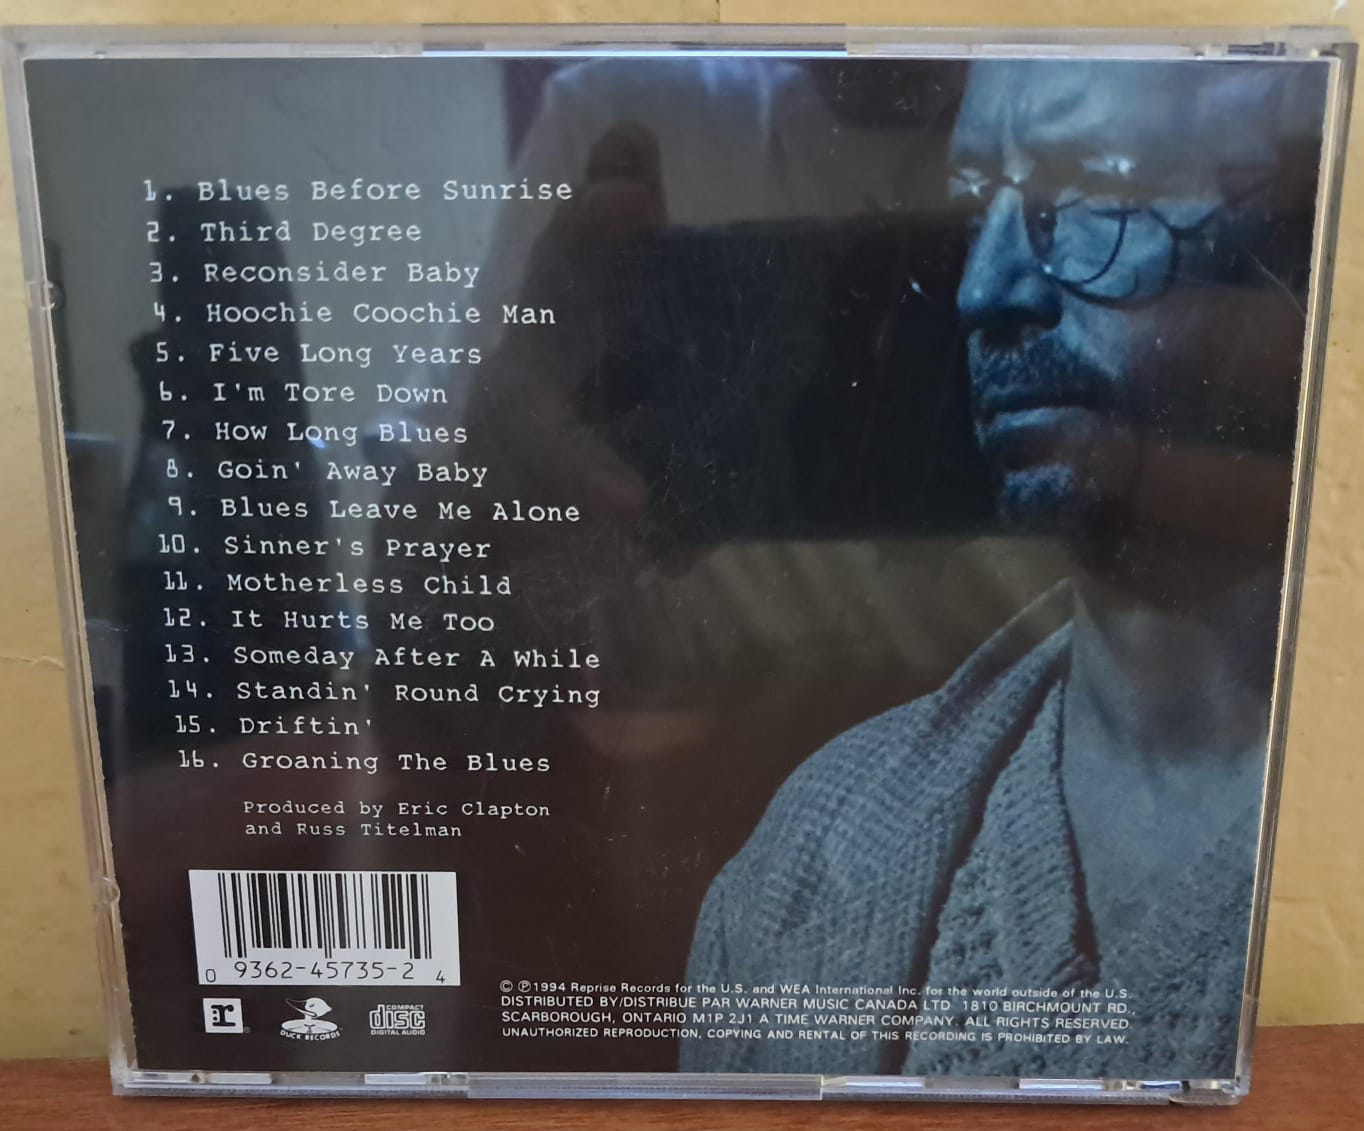 1. Blues Before Sunrise
2. Third Degree
3. Reconsider Baby
4. Hoochie Coochie Man
5. Five Long Years
6. I'm Tore Down
7. How Long Blues
8. Goin' Away Baby
9. Blues Leave Me Alone
10. Sinner's Prayer
11. Motherless Child
12. It Hurts Me Too
13. Someday After A While
14. Standin' Round Crying
15. Driftin'
16. Groaning The Blues
Produced by Eric Clapton
and Russ Titelman
0 9362-45735-2 4
r
DUCK RECORDS
COMPACT
disc
DIGITAL AUDIO
© ℗ 1994 Reprise Records for the U.S. and WEA International Inc. for the world outside of the U.S.
DISTRIBUTED BY/DISTRIBUE PAR WARNER MUSIC CANADA LTD 1810 BIRCHMOUNT RD.,
SCARBOROUGH, ONTARIO M1P 2J1 A TIME WARNER COMPANY. ALL RIGHTS RESERVED.
UNAUTHORIZED REPRODUCTION, COPYING AND RENTAL OF THIS RECORDING IS PROHIBITED BY LAW.